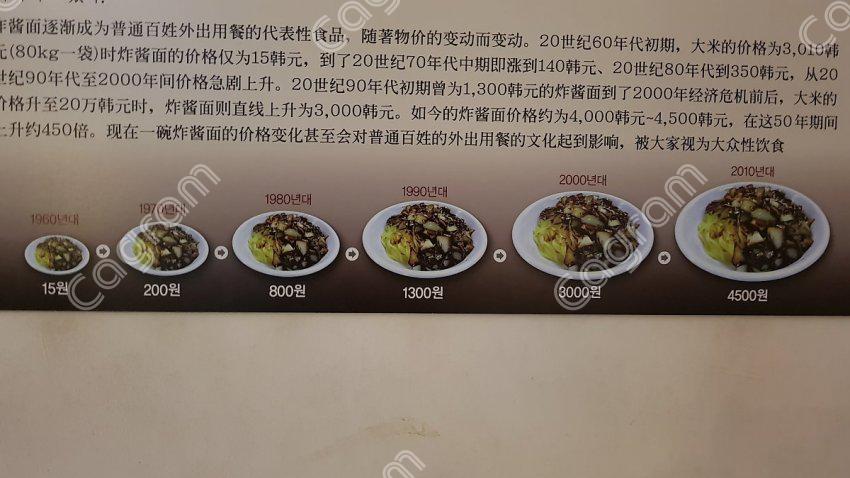 炸酱面逐渐成为普通百姓外出用餐的代表性食品，随著物价的变动而变动。20世纪60年代初期，大米的价格为3,010韩
元(80kg一袋)时炸酱面的价格仅为15韩元，到了20世纪70年代中期即涨到140韩元、20世纪80年代到350韩元，从20
世纪90年代至2000年间价格急剧上升。20世纪90年代初期曾为1,300韩元的炸酱面到了2000年经济危机前后，大米的
价格升至20万韩元时，炸酱面则直线上升为3,000韩元。如今的炸酱面价格约为4,000韩元~4,500韩元，在这50年期间
上升约450倍。现在一碗炸酱面的价格变化甚至会对普通百姓的外出用餐的文化起到影响，被大家视为大众性饮食
1960년대 1970년대 1980년대 1990년대 2000년대 2010년대
15원 200원 800원 1300원 3000원 4500원
Cagram
Cagram
Cagram
Cagram
Cagram
Cagram